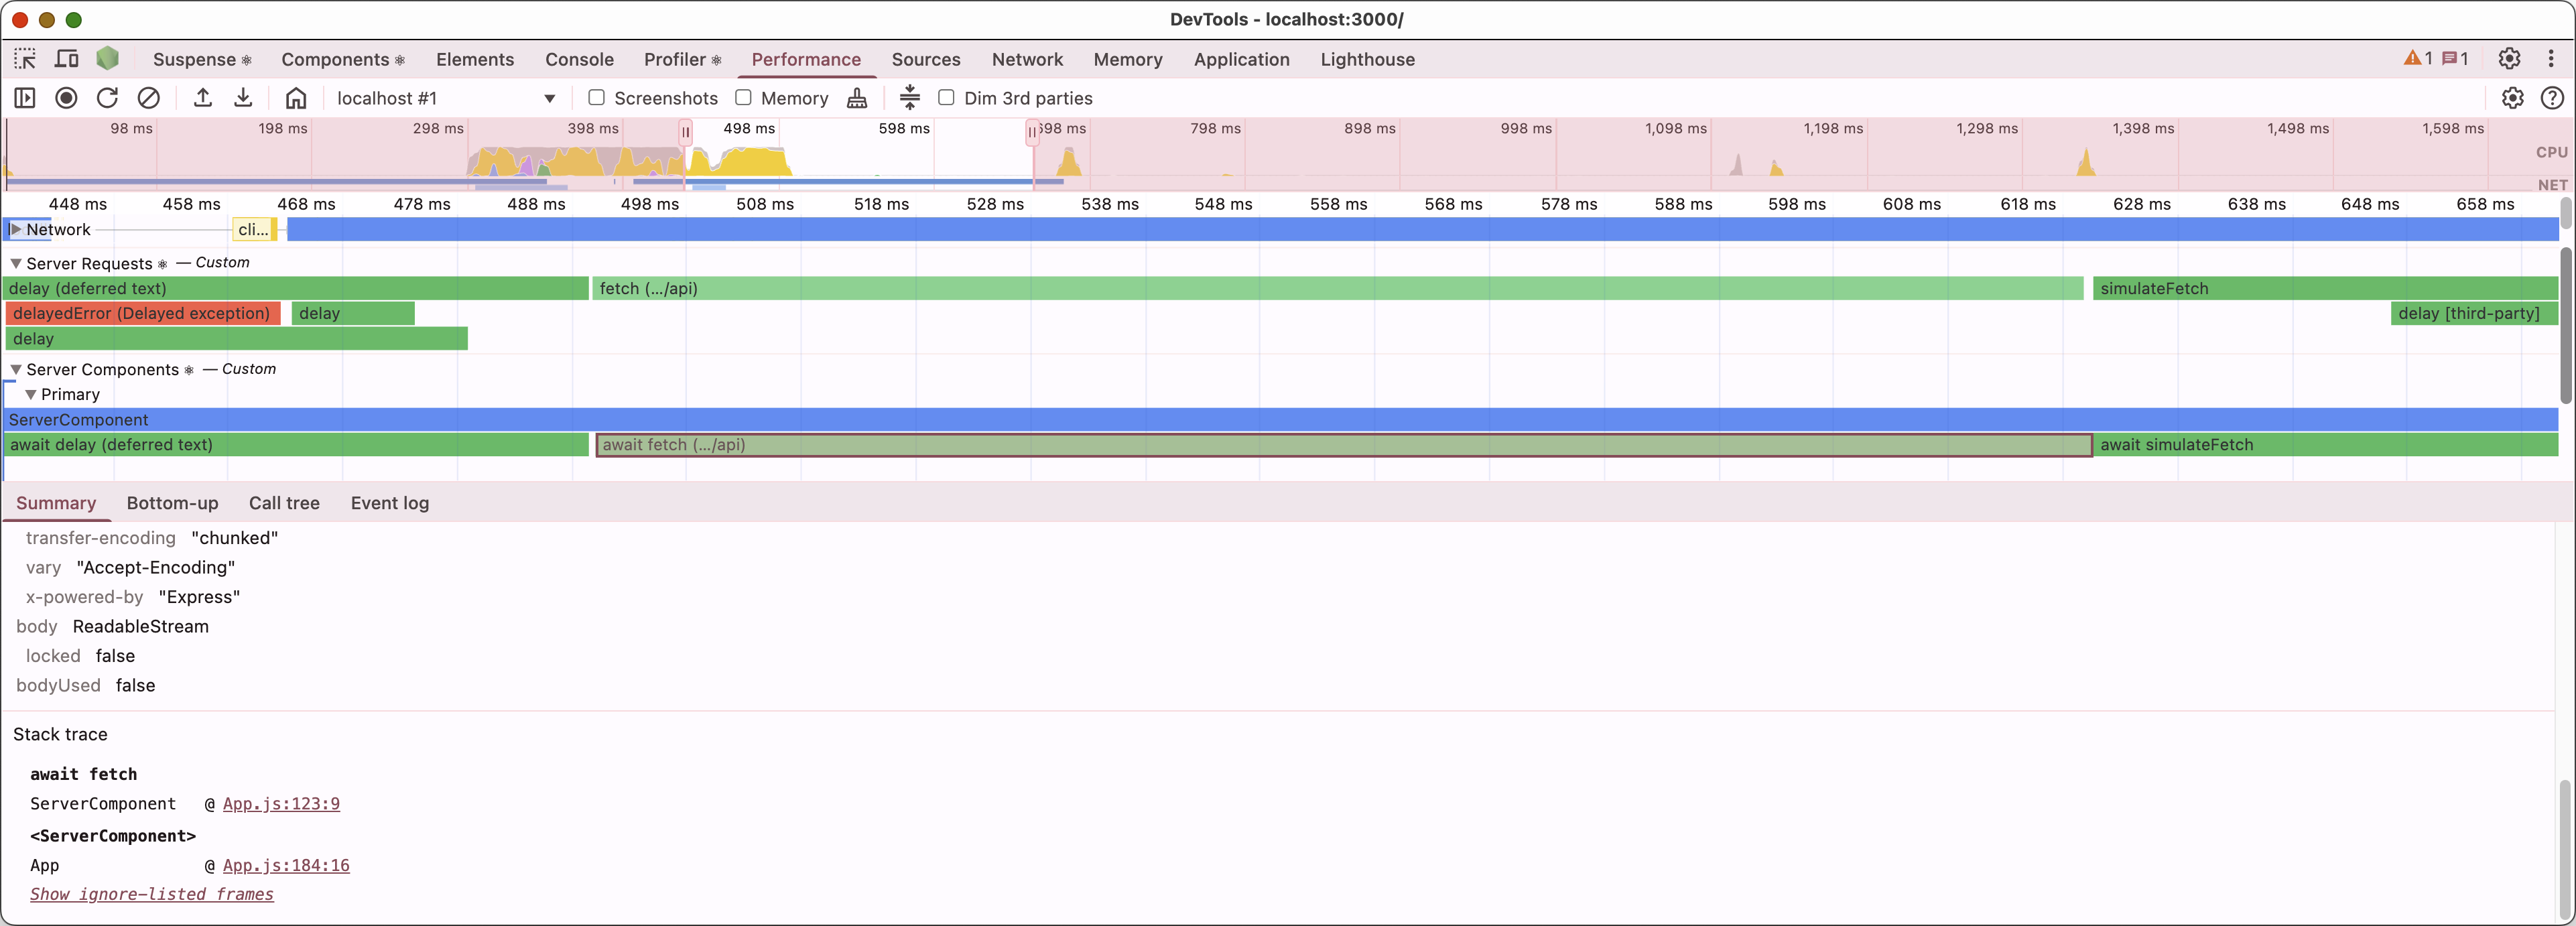 DevTools - localhost:3000/
Suspense ⚛ Components ⚛ Elements Console Profiler ⚛ Performance Sources Network Memory Application Lighthouse 1 1
localhost #1 Screenshots Memory Dim 3rd parties
98 ms 198 ms 298 ms 398 ms 498 ms 598 ms 698 ms 798 ms 898 ms 998 ms 1,098 ms 1,198 ms 1,298 ms 1,398 ms 1,498 ms 1,598 ms
CPU
NET
448 ms 458 ms 468 ms 478 ms 488 ms 498 ms 508 ms 518 ms 528 ms 538 ms 548 ms 558 ms 568 ms 578 ms 588 ms 598 ms 608 ms 618 ms 628 ms 638 ms 648 ms 658 ms
Network cli...
Server Requests ⚛ — Custom
delay (deferred text) fetch (.../api) simulateFetch
delayedError (Delayed exception) delay delay [third-party]
delay
Server Components ⚛ — Custom
Primary
ServerComponent
await delay (deferred text) await fetch (.../api) await simulateFetch
Summary Bottom-up Call tree Event log
transfer-encoding "chunked"
vary "Accept-Encoding"
x-powered-by "Express"
body ReadableStream
locked false
bodyUsed false
Stack trace
await fetch
ServerComponent @ App.js:123:9
<ServerComponent>
App @ App.js:184:16
Show ignore-listed frames